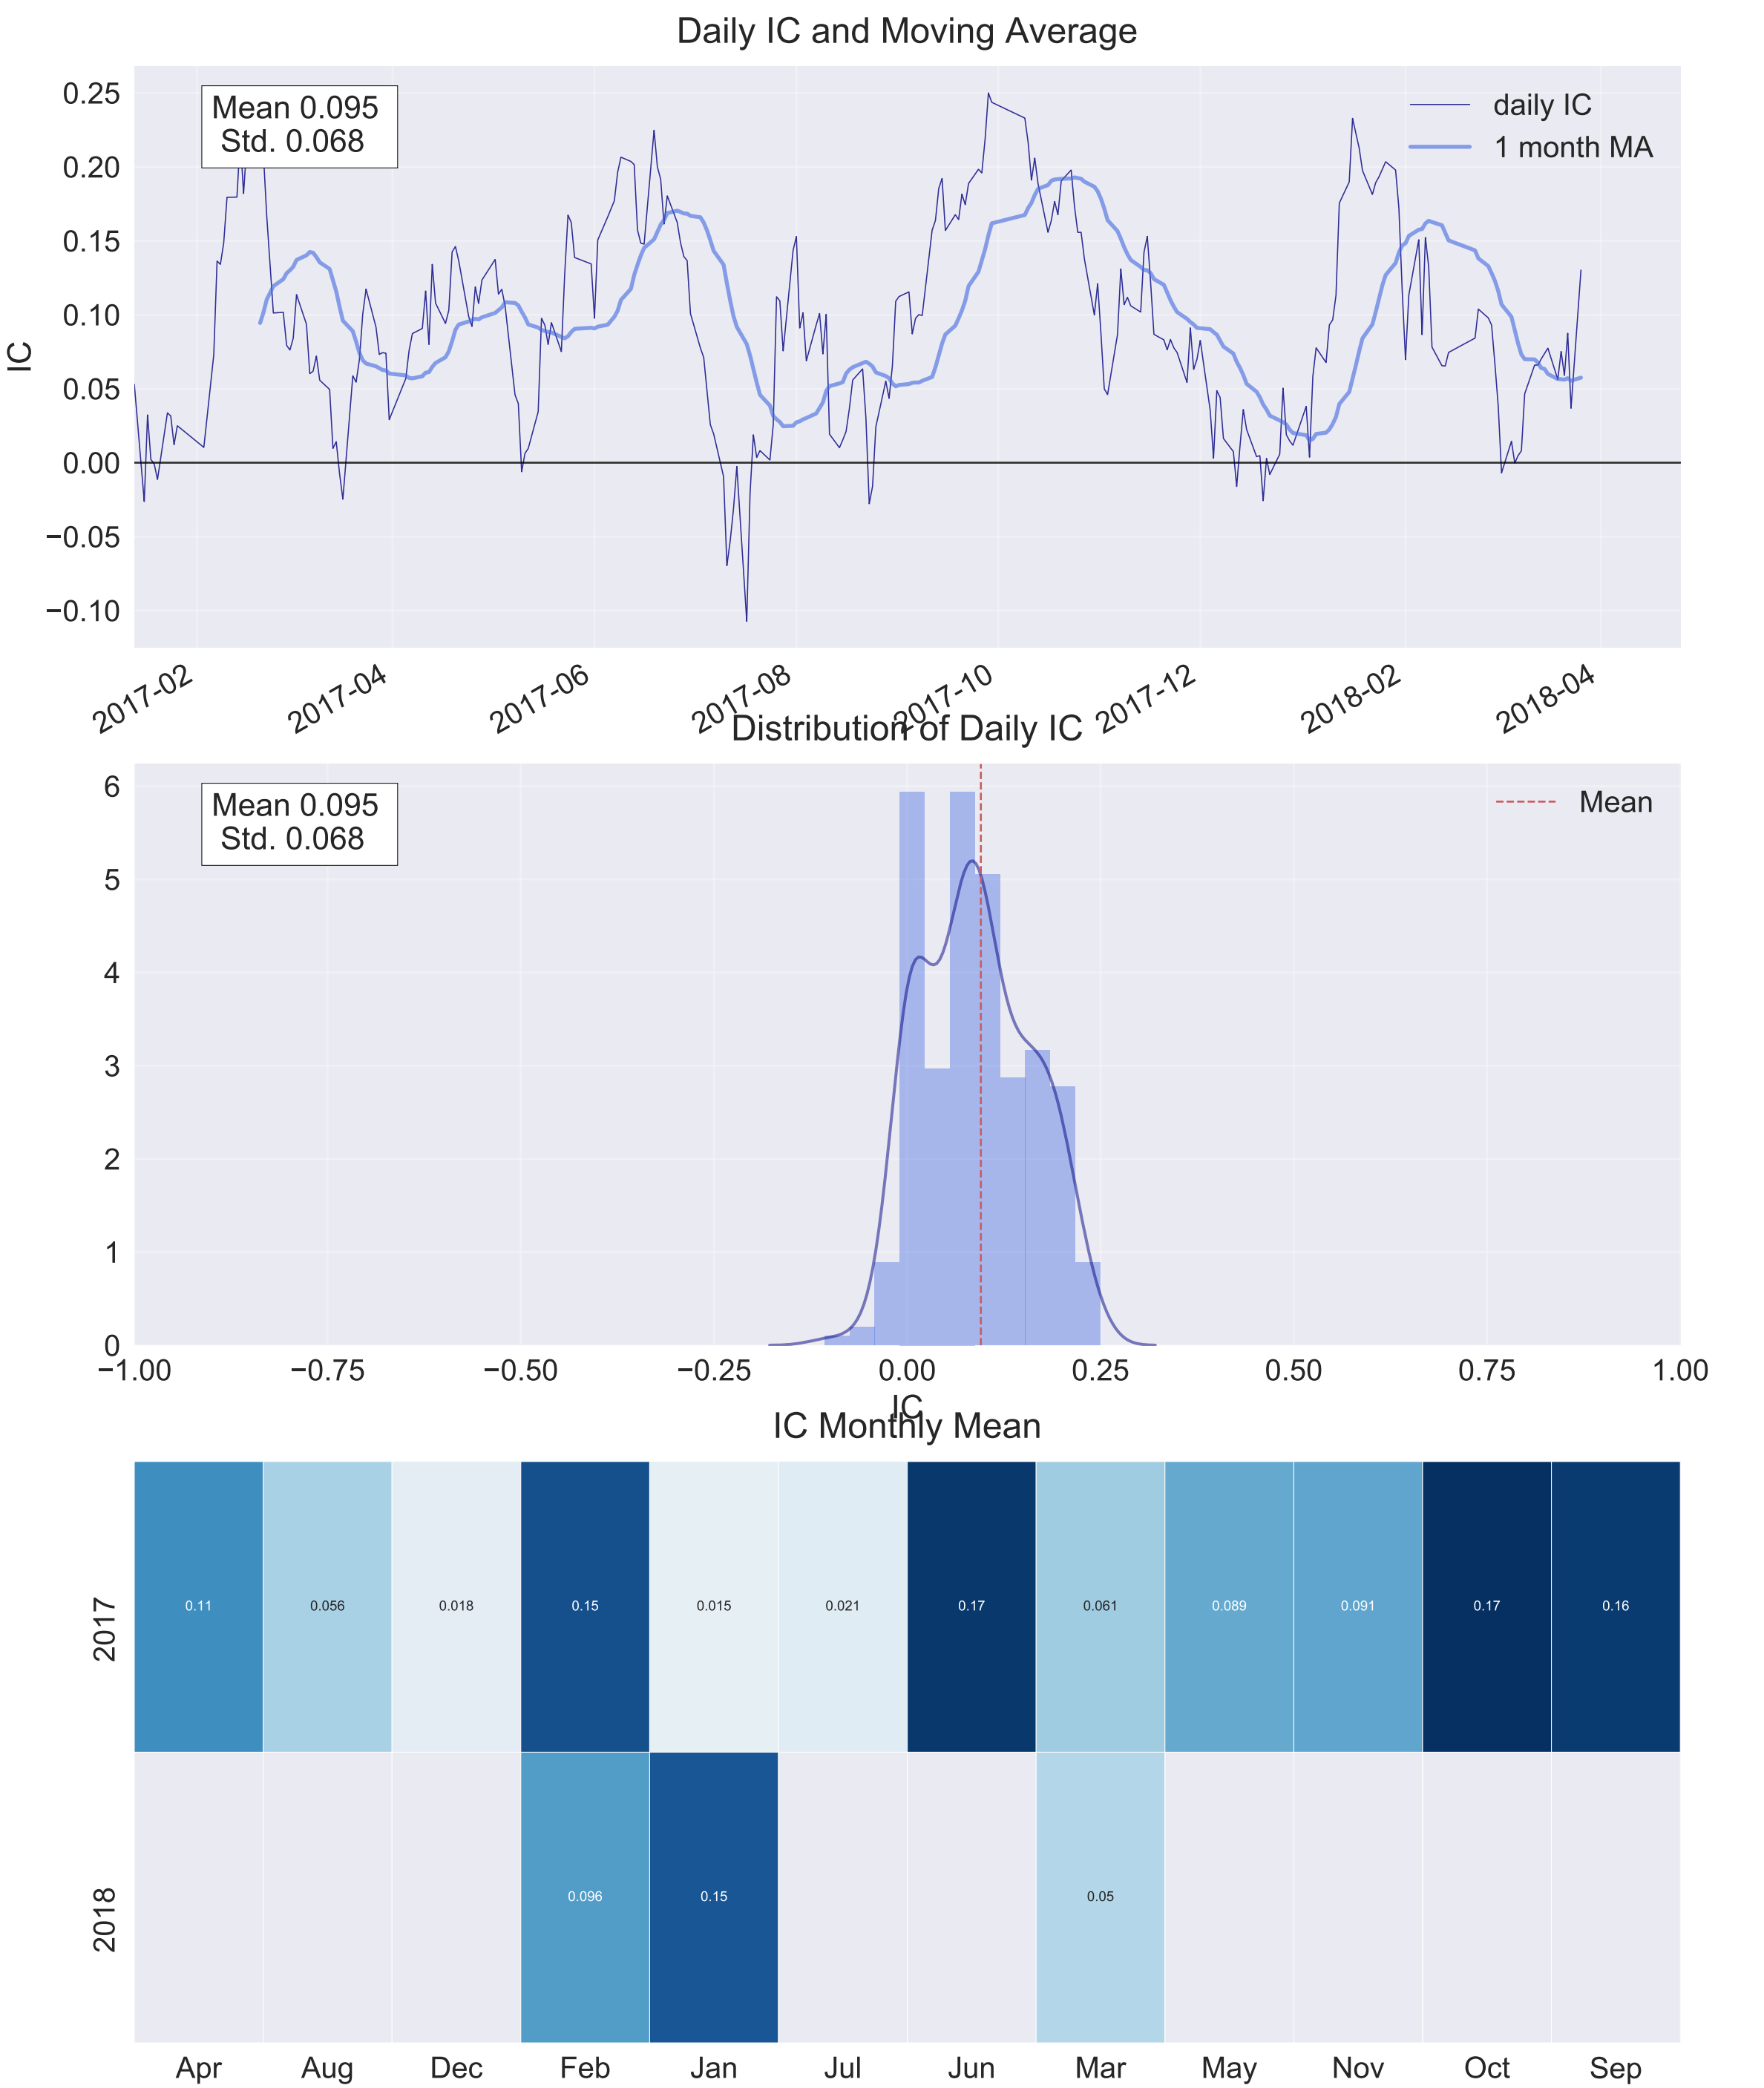 Daily IC and Moving Average
0.25
0.20
0.15
0.10
0.05
0.00
−0.05
−0.10
IC
Mean 0.095
Std. 0.068
daily IC
1 month MA
2017-02
2017-04
2017-06
2017-08
2017-10
2017-12
2018-02
2018-04
Distribution of Daily IC
6
5
4
3
2
1
0
Mean 0.095
Std. 0.068
Mean
−1.00
−0.75
−0.50
−0.25
0.00
0.25
0.50
0.75
1.00
IC
IC Monthly Mean
2017
0.11
0.056
0.018
0.15
0.015
0.021
0.17
0.061
0.089
0.091
0.17
0.16
2018
0.096
0.15
0.05
Apr
Aug
Dec
Feb
Jan
Jul
Jun
Mar
May
Nov
Oct
Sep